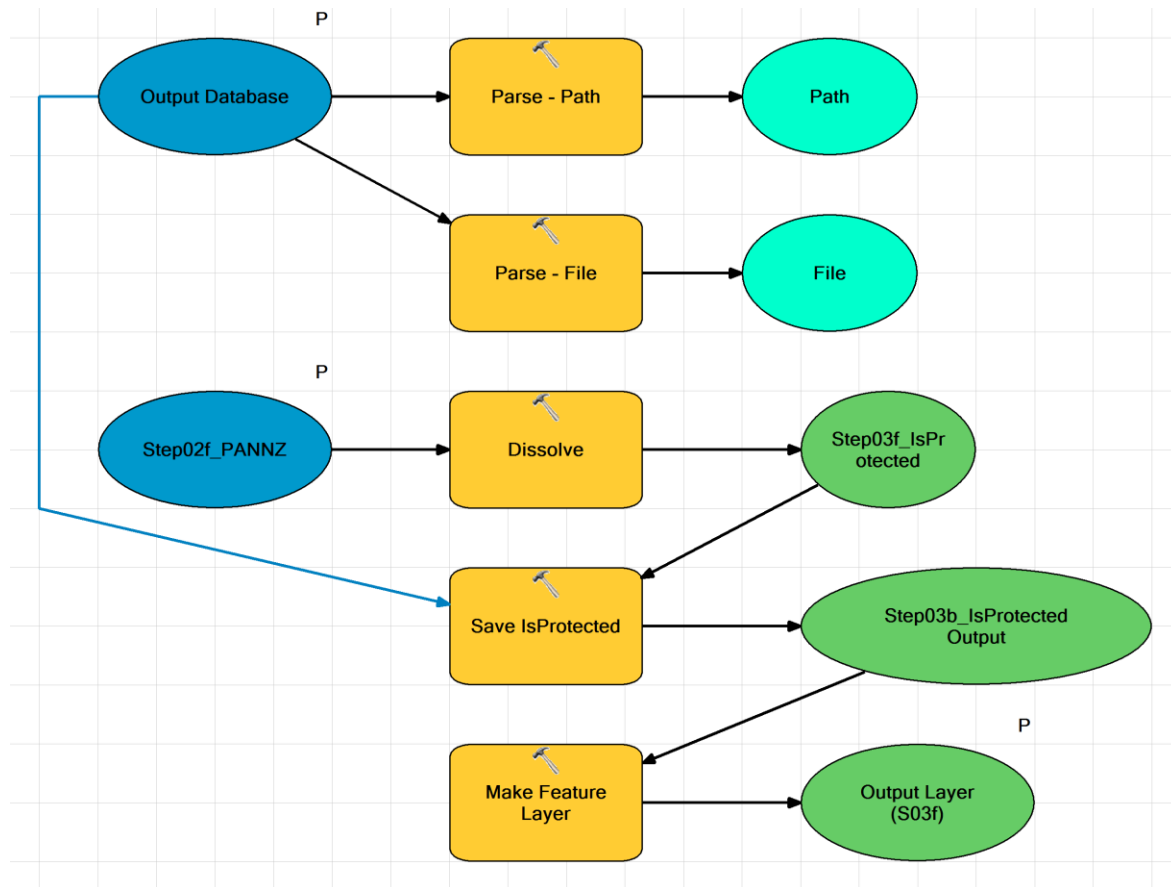 P
Output Database
Parse - Path
Path
Parse - File
File
P
Step02f_PANNZ
Dissolve
Step03f_IsPr
otected
Save IsProtected
Step03b_IsProtected
Output
P
Make Feature
Layer
Output Layer
(S03f)